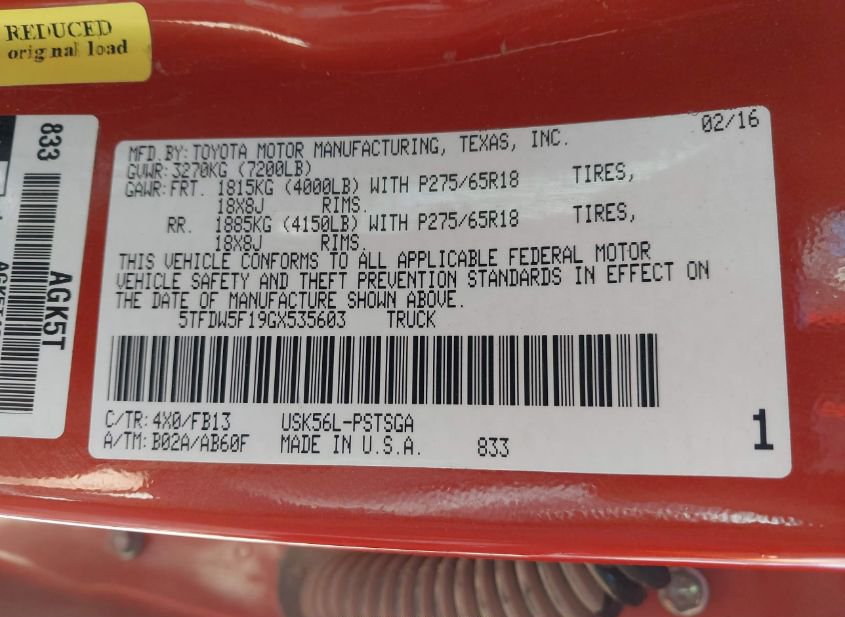 REDUCED
original load
833
AGK5T
02/16
MFD.BY:TOYOTA MOTOR MANUFACTURING, TEXAS, INC.
GVWR:3270KG (7200LB)
GAWR:FRT. 1815KG (4000LB) WITH P275/65R18 TIRES,
18X8J RIMS.
RR. 1885KG (4150LB) WITH P275/65R18 TIRES,
18X8J RIMS.
THIS VEHICLE CONFORMS TO ALL APPLICABLE FEDERAL MOTOR
VEHICLE SAFETY AND THEFT PREVENTION STANDARDS IN EFFECT ON
THE DATE OF MANUFACTURE SHOWN ABOVE.
5TFDW5F19GX535603 TRUCK
C/TR:4X0/FB13 USK56L-PSTSGA
A/TM:B02A/AB60F MADE IN U.S.A. 833
1